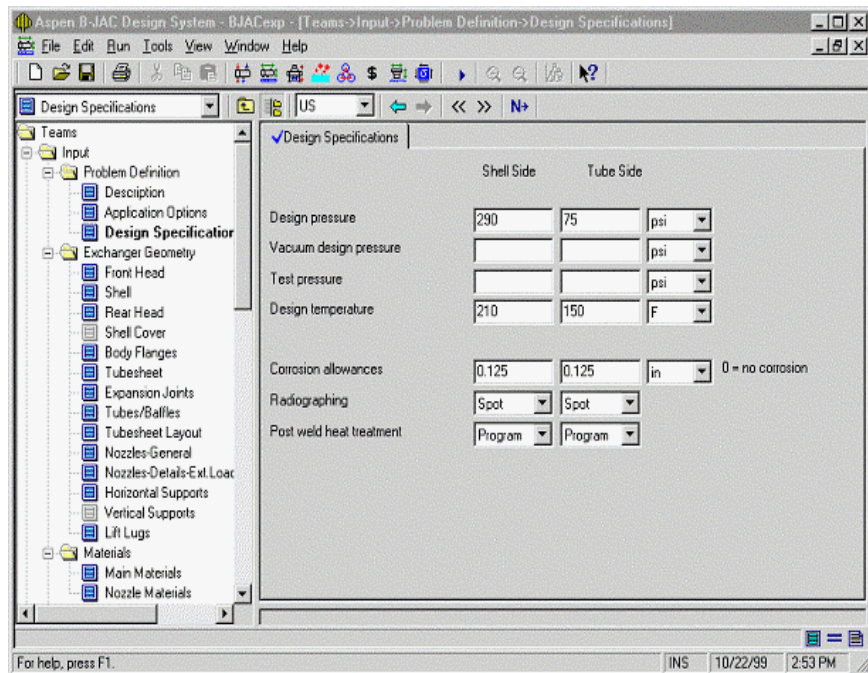 Aspen B-JAC Design System - BJACexp - [Teams->Input->Problem Definition->Design Specifications]
File Edit Run Tools View Window Help
Design Specifications US N→
Teams
Input
Problem Definition
Description
Application Options
Design Specification
Exchanger Geometry
Front Head
Shell
Rear Head
Shell Cover
Body Flanges
Tubesheet
Expansion Joints
Tubes/Baffles
Tubesheet Layout
Nozzles-General
Nozzles-Details-Ext.Load
Horizontal Supports
Vertical Supports
Lift Lugs
Materials
Main Materials
Nozzle Materials
Design Specifications
Shell Side Tube Side
Design pressure 290 75 psi
Vacuum design pressure psi
Test pressure psi
Design temperature 210 150 F
Corrosion allowances 0.125 0.125 in 0 = no corrosion
Radiographing Spot Spot
Post weld heat treatment Program Program
For help, press F1. INS 10/22/99 2:53 PM